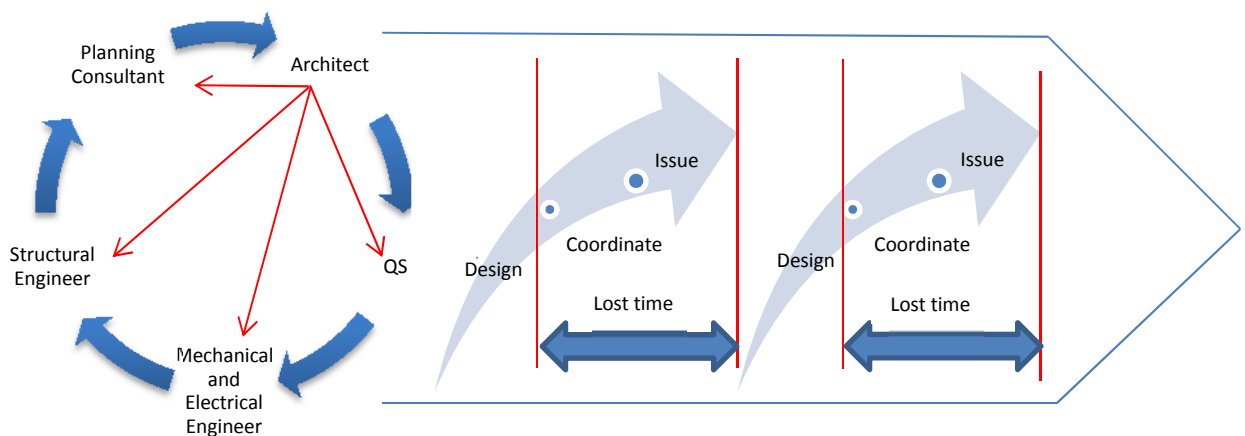 Planning
Consultant
Architect
Structural
Engineer
QS
Mechanical
and
Electrical
Engineer
Issue
Coordinate
Design
Lost time
Issue
Coordinate
Design
Lost time